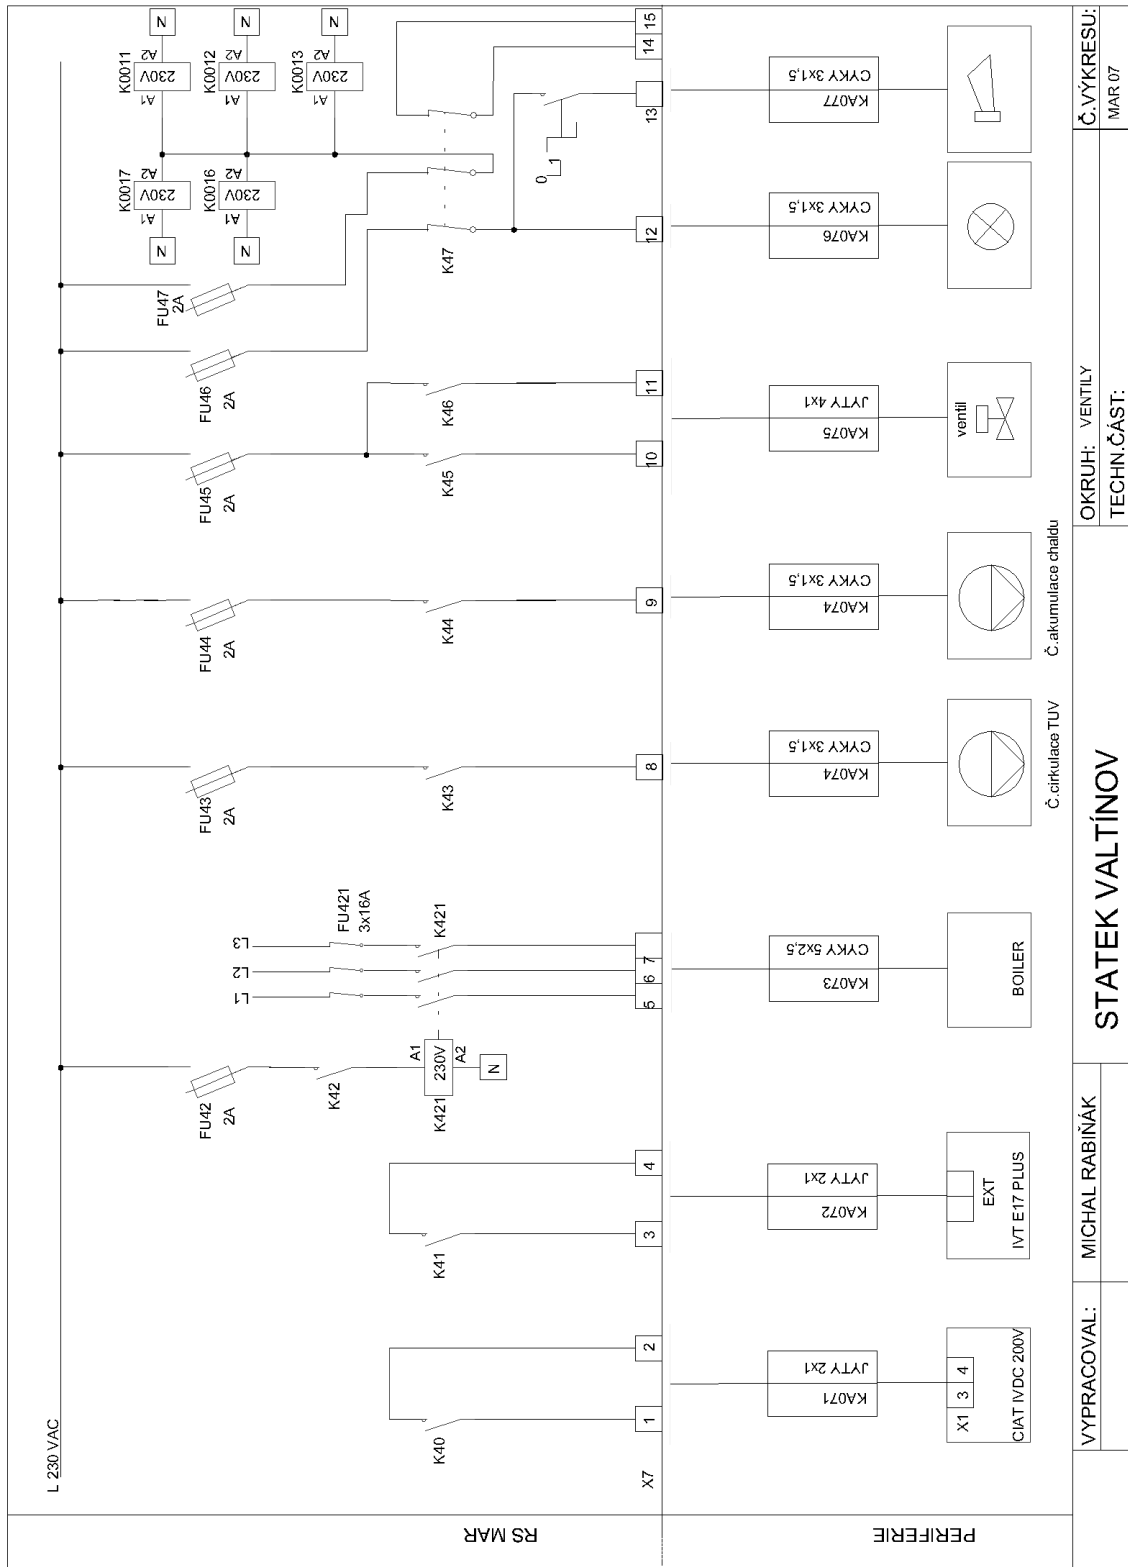 L 230 VAC
RS MAR
PERIFERIE
FU42
2A
FU43
2A
FU44
2A
FU45
2A
FU46
2A
FU47
2A
K0017
A1
230V
A2
N
K0016
A1
230V
A2
N
K0011
A1
230V
A2
N
K0012
A1
230V
A2
N
K0013
A1
230V
A2
N
L1
L2
L3
FU421
3x16A
K42
K421
A1
230V
A2
K421
N
K40
K41
K43
K44
K45
K46
K47
0
1
X7
1
2
3
4
5
6
7
8
9
10
11
12
13
14
15
KA071
JYTY 2x1
KA072
JYTY 2x1
KA073
CYKY 5x2,5
KA074
CYKY 3x1,5
KA074
CYKY 3x1,5
KA075
JYTY 4x1
KA076
CYKY 3x1,5
KA077
CYKY 3x1,5
X1
3
4
CIAT IVDC 200V
EXT
IVT E17 PLUS
BOILER
ventil
Č.cirkulace TUV
Č.akumulace chaldu
VYPRACOVAL:
MICHAL RABIŇÁK
STATEK VALTÍNOV
OKRUH: VENTILY
TECHN.ČÁST:
Č.VÝKRESU:
MAR 07